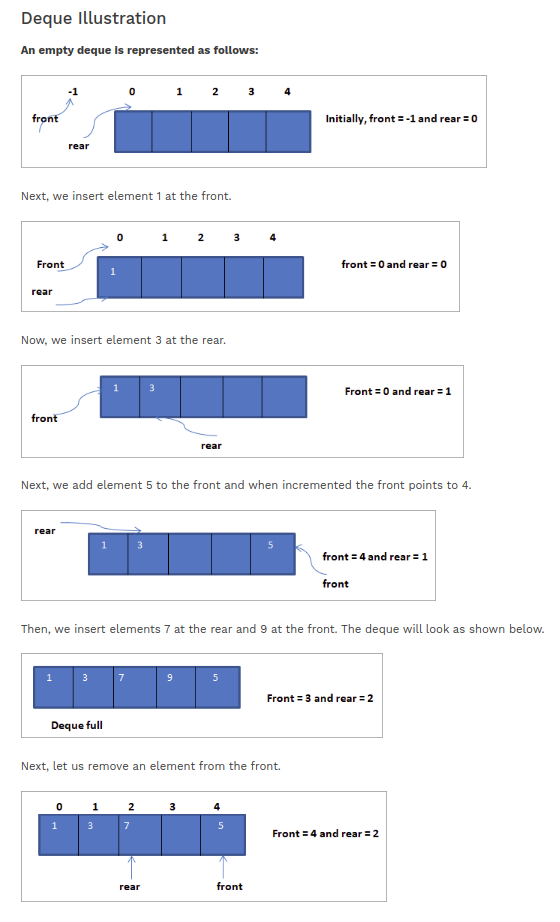 Deque Illustration
An empty deque is represented as follows:
-1 0 1 2 3 4
front
Initially, front = -1 and rear = 0
rear
Next, we insert element 1 at the front.
0 1 2 3 4
Front
front = 0 and rear = 0
1
rear
Now, we insert element 3 at the rear.
1 3
Front = 0 and rear = 1
front
rear
Next, we add element 5 to the front and when incremented the front points to 4.
rear
1 3 5
front = 4 and rear = 1
front
Then, we insert elements 7 at the rear and 9 at the front. The deque will look as shown below.
1 3 7 9 5
Front = 3 and rear = 2
Deque full
Next, let us remove an element from the front.
0 1 2 3 4
1 3 7 5
Front = 4 and rear = 2
rear front